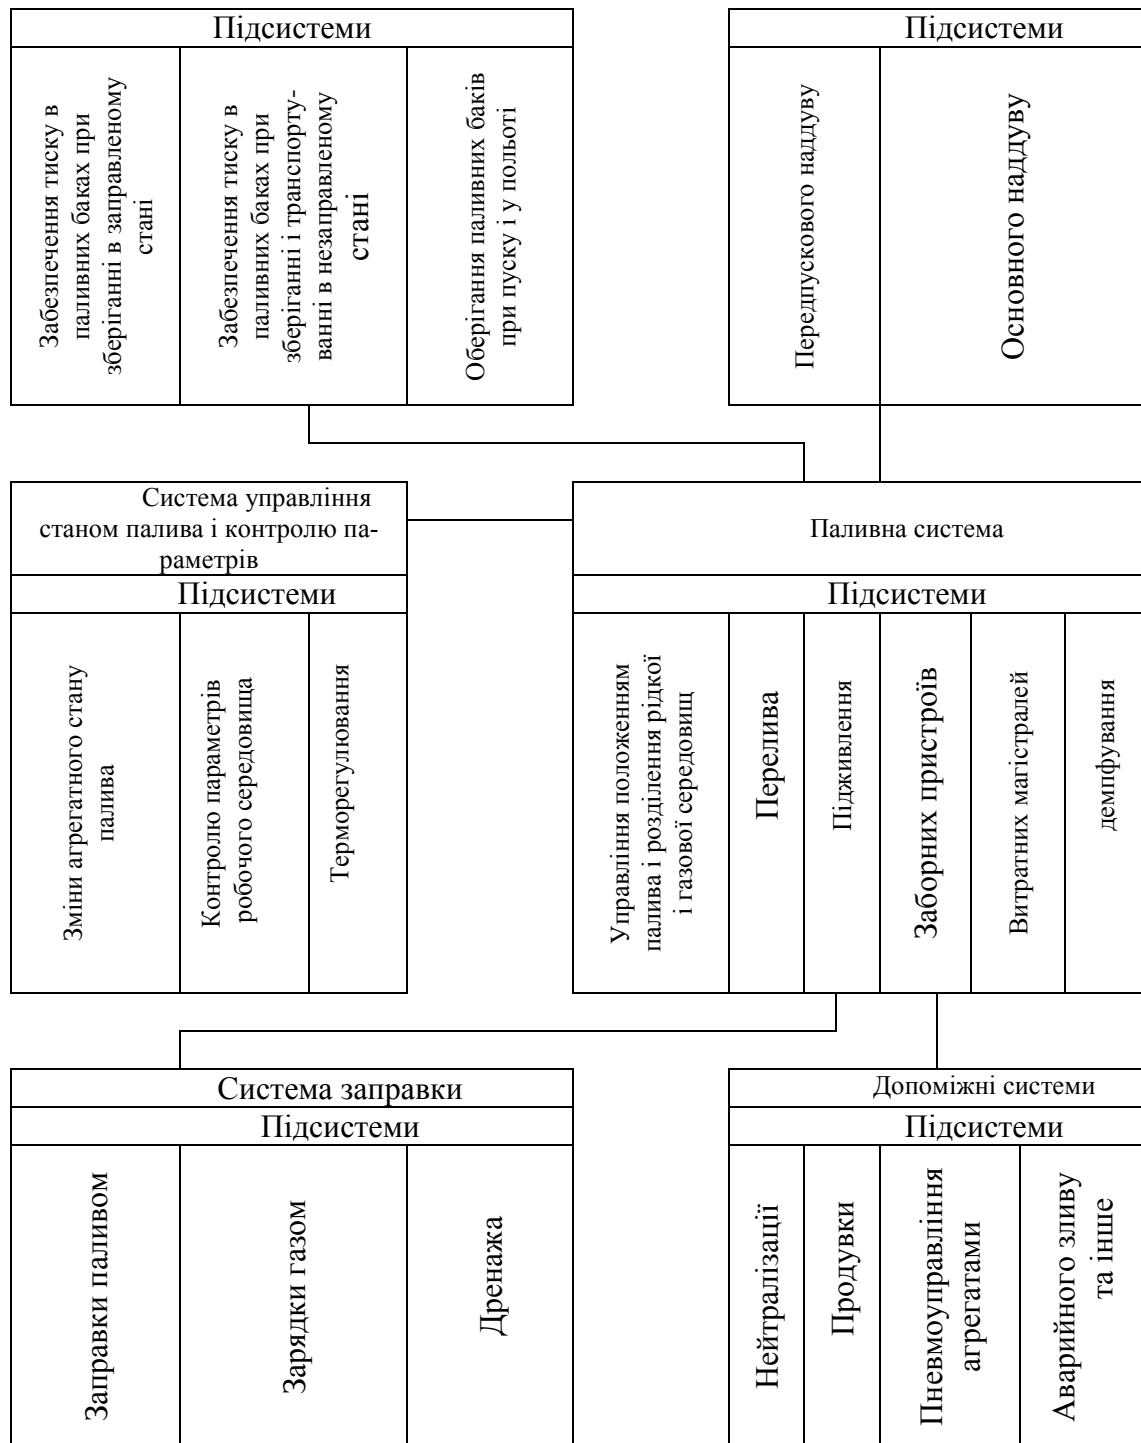 Підсистеми
Забезпечення тиску в
паливних баках при
зберіганні в заправленому
стані
Забезпечення тиску в
паливних баках при
зберіганні і транспорту-
ванні в незаправленому
стані
Оберігання паливних баків
при пуску і у польоті
Підсистеми
Передпускового наддуву
Основного наддуву
Система управління
станом палива і контролю па-
раметрів
Підсистеми
Зміни агрегатного стану
палива
Контролю параметрів
робочого середовища
Терморегулювання
Паливна система
Підсистеми
Управління положенням
палива і розділення рідкої
і газової середовищ
Перелива
Підживлення
Заборних пристроїв
Витратних магістралей
демпфування
Система заправки
Підсистеми
Заправки паливом
Зарядки газом
Дренажа
Допоміжні системи
Підсистеми
Нейтралізації
Продувки
Пневмоуправління
агрегатами
Аварийного зливу
та інше